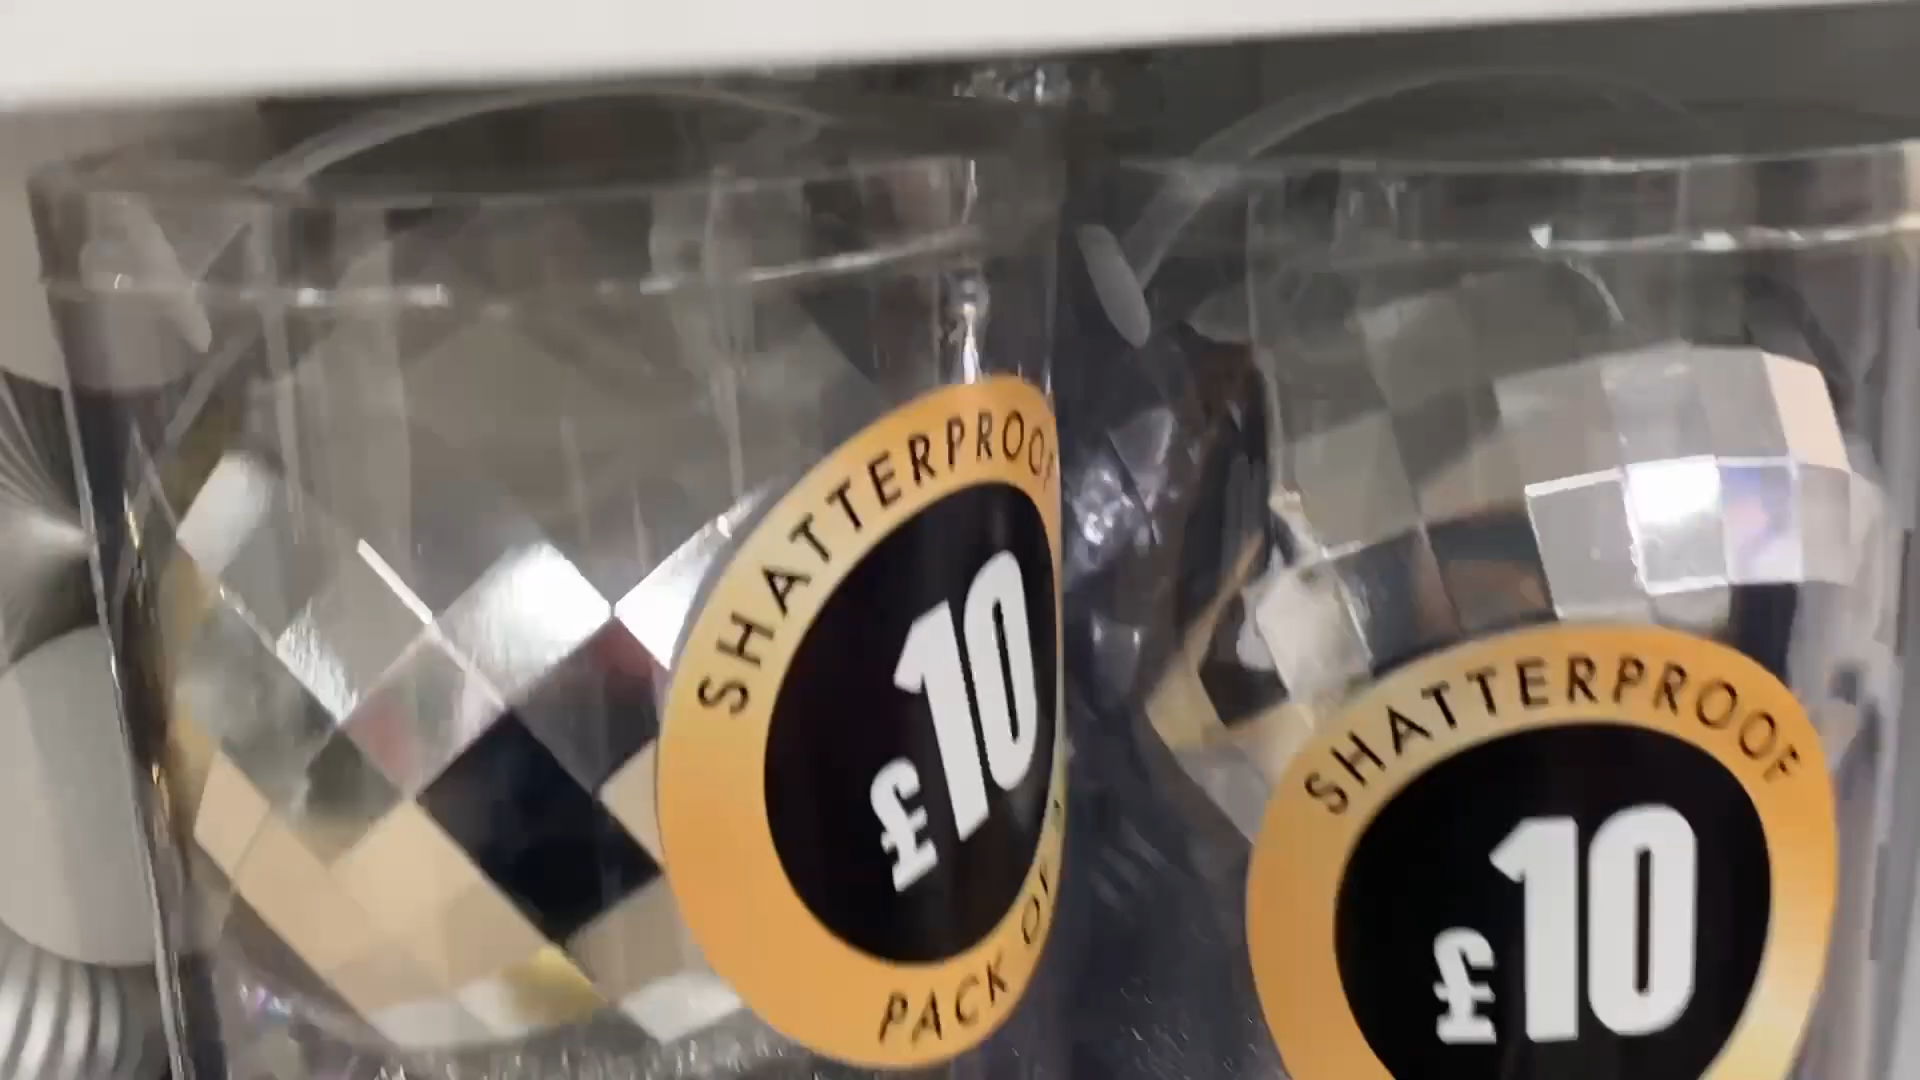 SHATTERPROOF
£10
PACK OF
SHATTERPROOF
£10